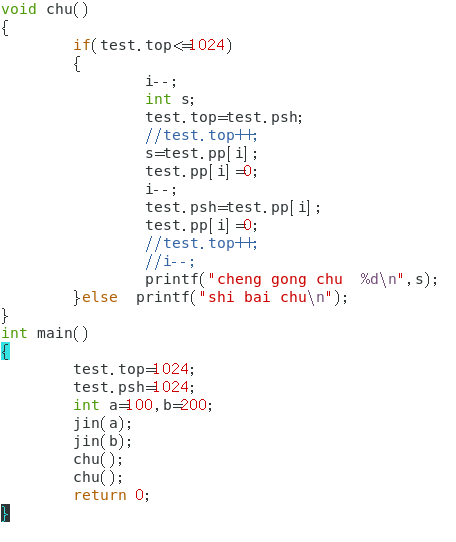 void chu()
{
        if(test.top<=1024)
        {
                i--;
                int s;
                test.top=test.psh;
                //test.top++;
                s=test.pp[i];
                test.pp[i]=0;
                i--;
                test.psh=test.pp[i];
                test.pp[i]=0;
                //test.top++;
                //i--;
                printf("cheng gong chu  %d\n",s);
        }else  printf("shi bai chu\n");
}
int main()
{
        test.top=1024;
        test.psh=1024;
        int a=100,b=200;
        jin(a);
        jin(b);
        chu();
        chu();
        return 0;
}